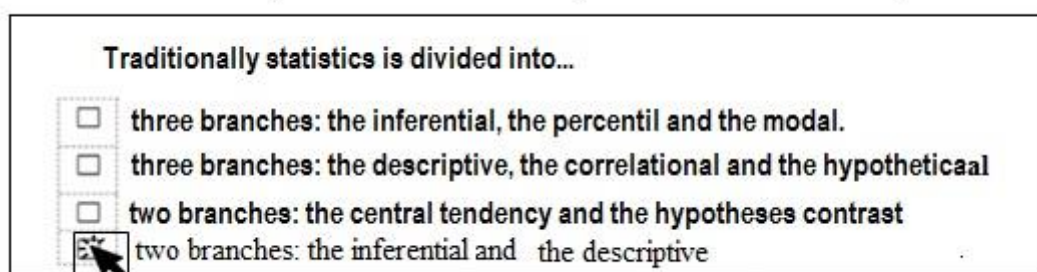 Traditionally statistics is divided into...
three branches: the inferential, the percentil and the modal.
three branches: the descriptive, the correlational and the hypotheticaal
two branches: the central tendency and the hypotheses contrast
two branches: the inferential and the descriptive